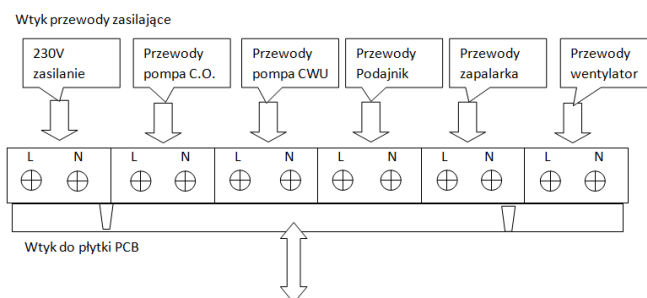 Wtyk przewody zasilające
230V
zasilanie
Przewody
pompa C.O.
Przewody
pompa CWU
Przewody
Podajnik
Przewody
zapalarka
Przewody
wentylator
L N L N L N L N L N L N
Wtyk do płytki PCB